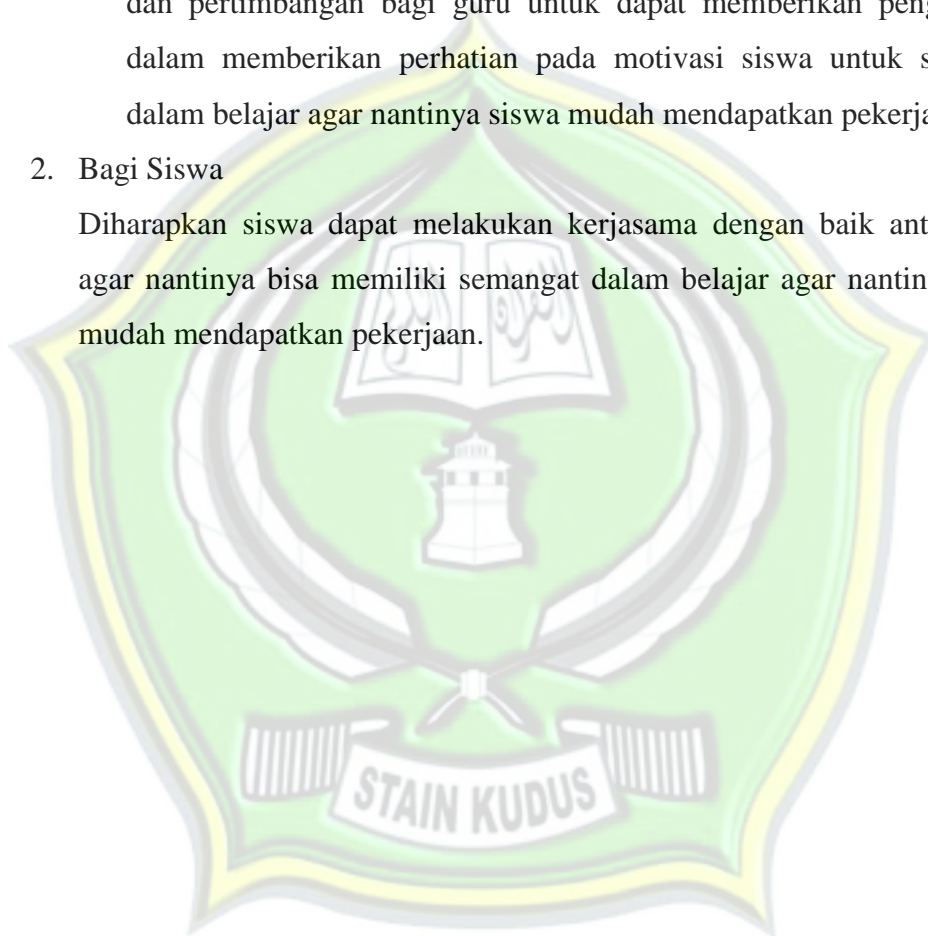 dan pertimbangan bagi guru untuk dapat memberikan
dalam memberikan perhatian pada motivasi siswa untuk
dalam belajar agar nantinya siswa mudah mendapatkan
2. Bagi Siswa
Diharapkan siswa dapat melakukan kerjasama dengan baik
agar nantinya bisa memiliki semangat dalam belajar agar
mudah mendapatkan pekerjaan.
STAIN KUDUS